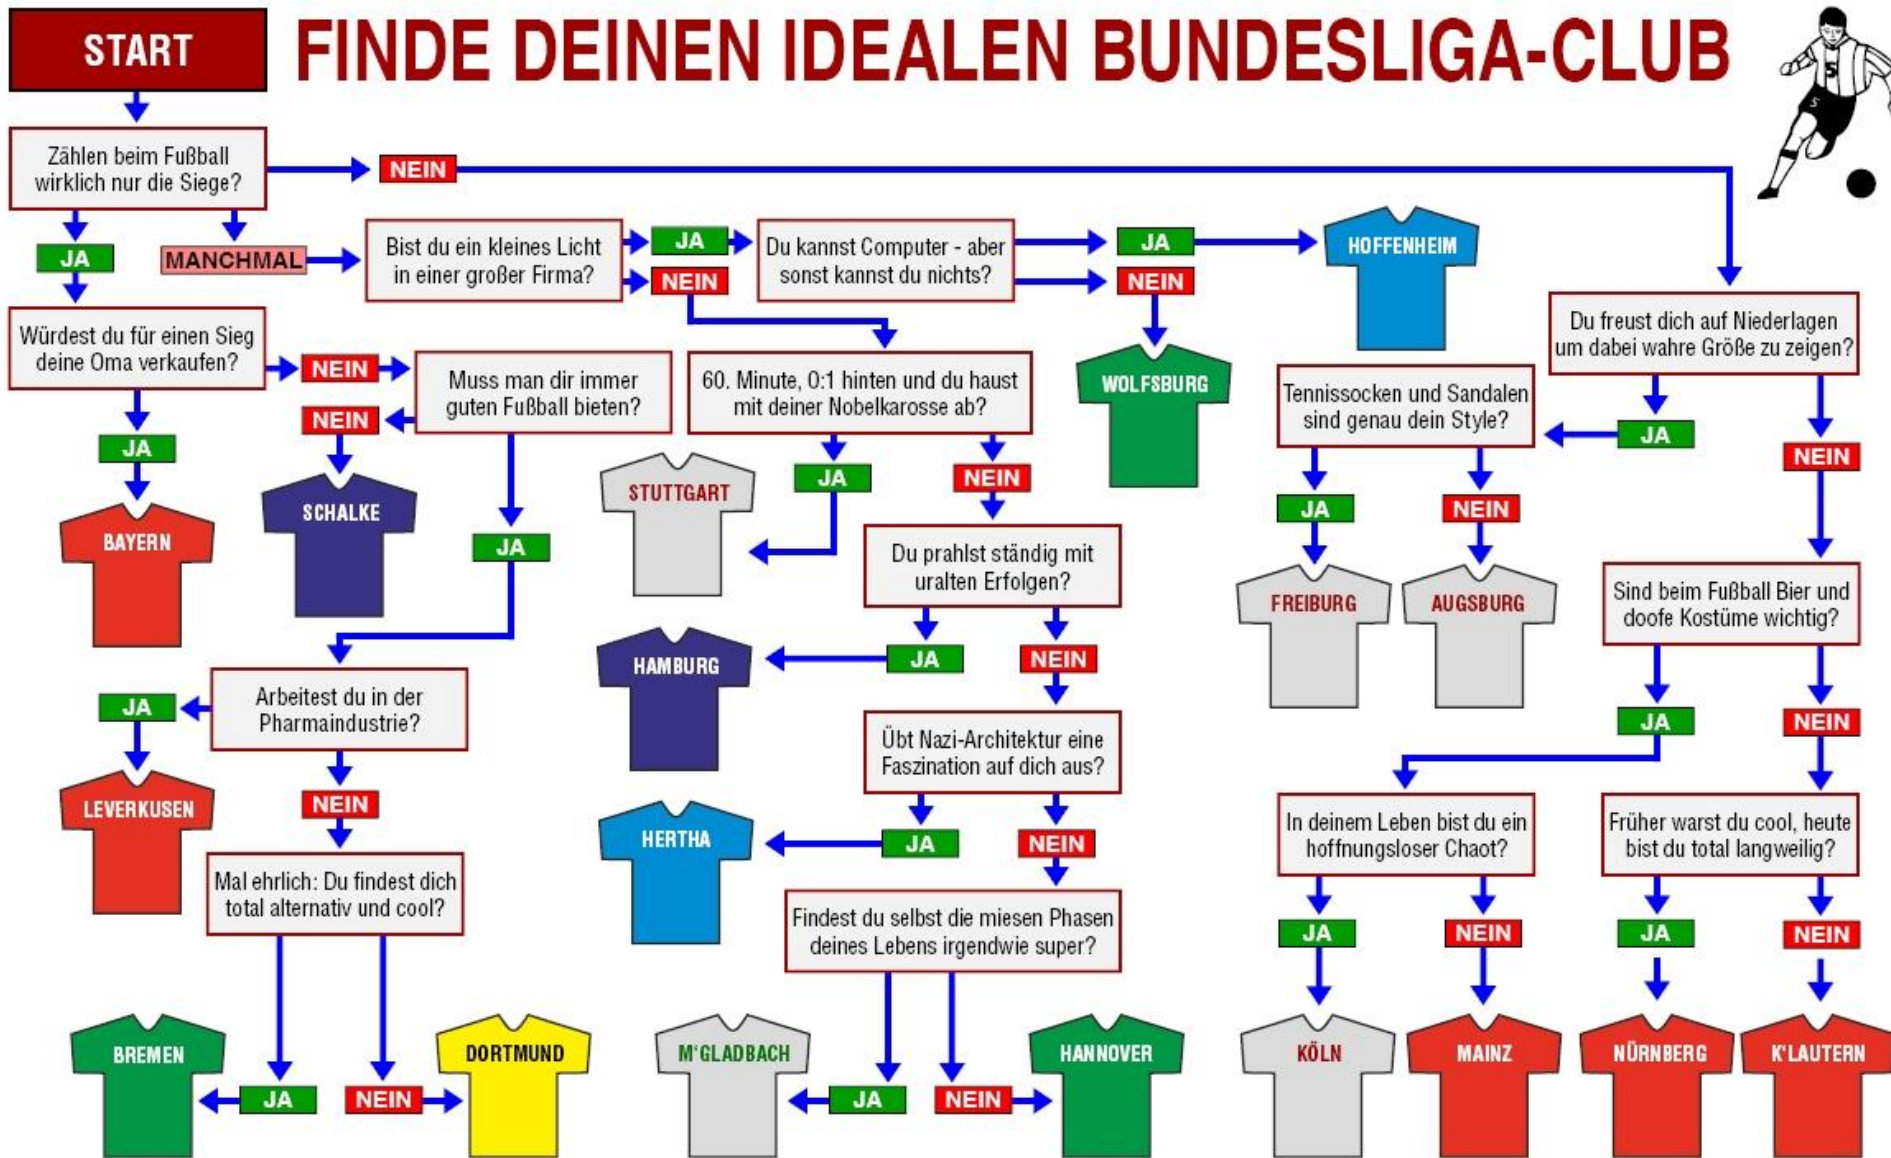 START
FINDE DEINEN IDEALEN BUNDESLIGA-CLUB
5
5
Zählen beim Fußball
wirklich nur die Siege?
NEIN
JA
MANCHMAL
Bist du ein kleines Licht
in einer großer Firma?
JA
NEIN
Du kannst Computer - aber
sonst kannst du nichts?
JA
NEIN
HOFFENHEIM
WOLFSBURG
Würdest du für einen Sieg
deine Oma verkaufen?
NEIN
JA
BAYERN
Muss man dir immer
guten Fußball bieten?
NEIN
SCHALKE
JA
60. Minute, 0:1 hinten und du haust
mit deiner Nobelkarosse ab?
JA
NEIN
STUTTGART
Du prahlst ständig mit
uralten Erfolgen?
JA
NEIN
HAMBURG
Übt Nazi-Architektur eine
Faszination auf dich aus?
JA
NEIN
HERTHA
Findest du selbst die miesen Phasen
deines Lebens irgendwie super?
JA
NEIN
M'GLADBACH
HANNOVER
Arbeitest du in der
Pharmaindustrie?
JA
LEVERKUSEN
NEIN
Mal ehrlich: Du findest dich
total alternativ und cool?
JA
NEIN
BREMEN
DORTMUND
Du freust dich auf Niederlagen
um dabei wahre Größe zu zeigen?
JA
NEIN
Tennissocken und Sandalen
sind genau dein Style?
JA
NEIN
FREIBURG
AUGSBURG
Sind beim Fußball Bier und
doofe Kostüme wichtig?
JA
NEIN
In deinem Leben bist du ein
hoffnungsloser Chaot?
JA
NEIN
KÖLN
MAINZ
Früher warst du cool, heute
bist du total langweilig?
JA
NEIN
NÜRNBERG
K'LAUTERN